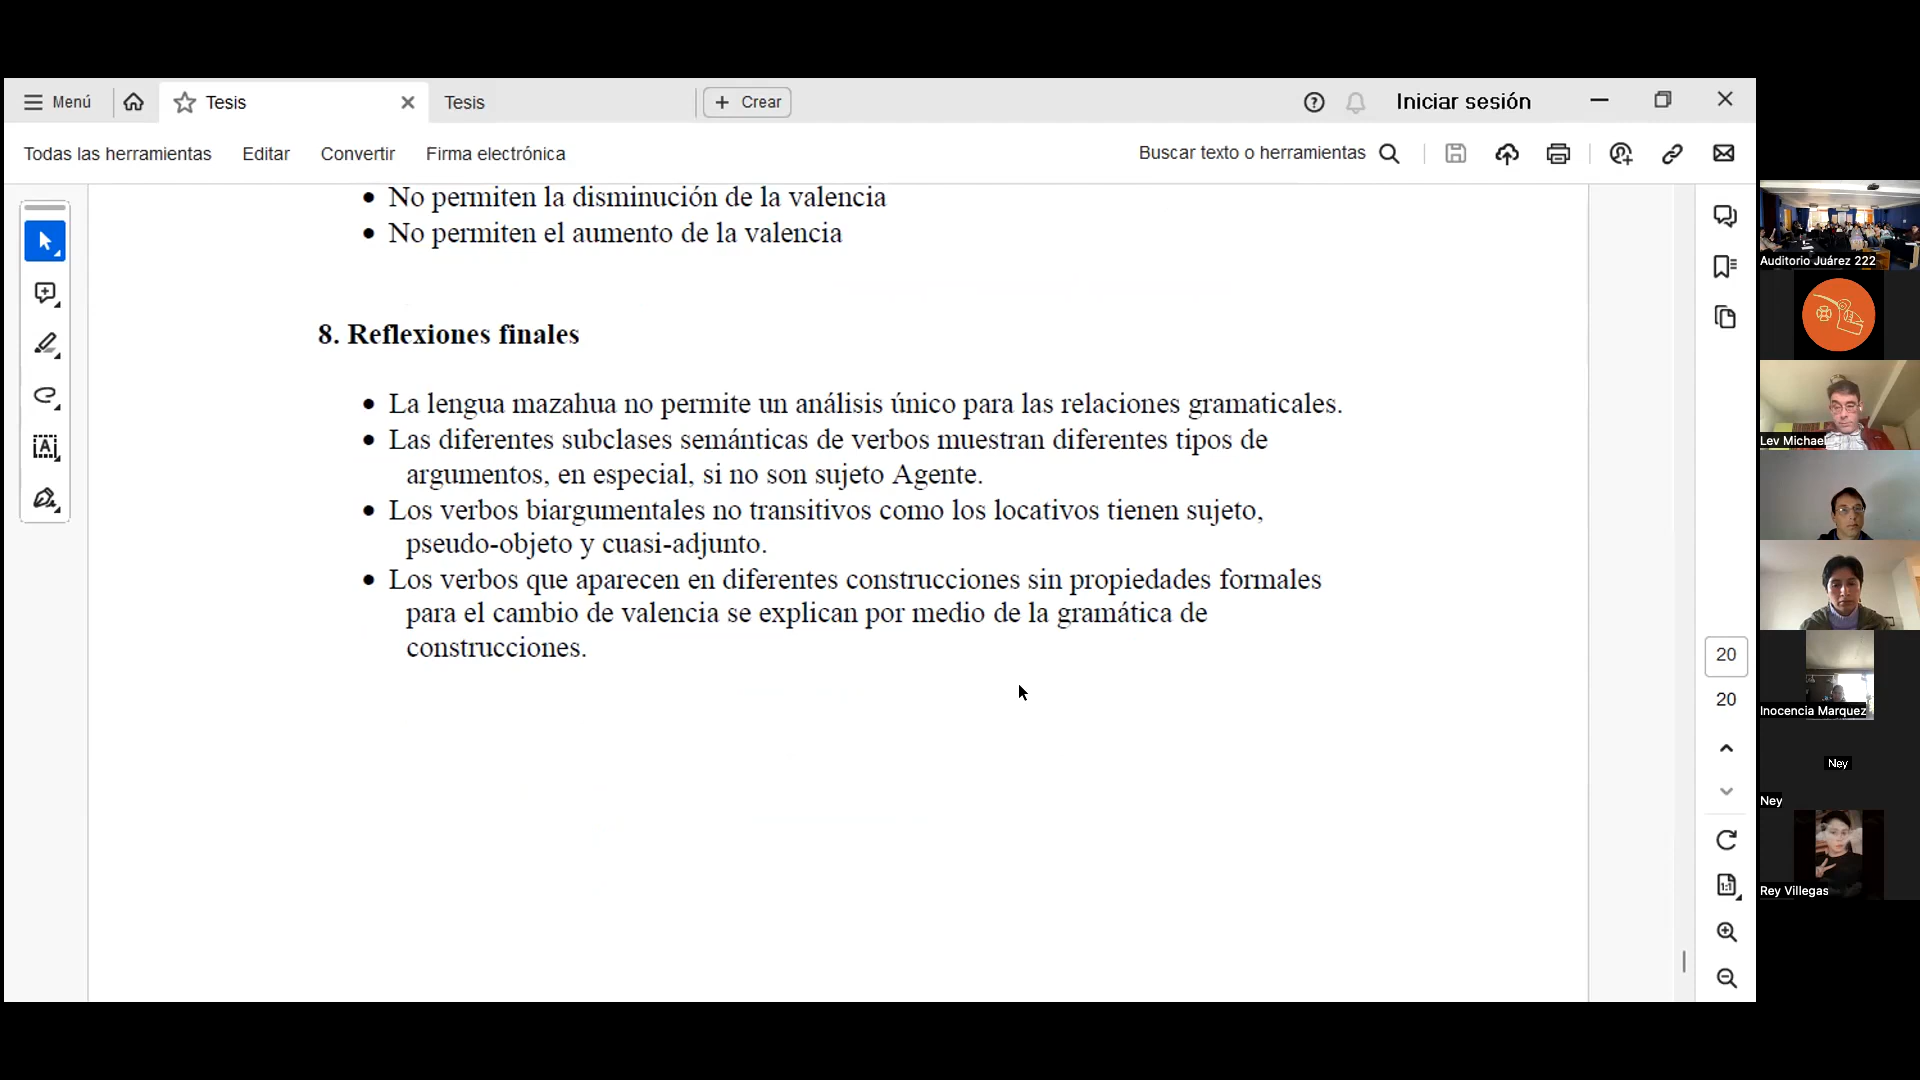 Menú
Tesis
Tesis
Crear
Iniciar sesión
Todas las herramientas
Editar
Convertir
Firma electrónica
Buscar texto o herramientas
• No permiten la disminución de la valencia
• No permiten el aumento de la valencia
8. Reflexiones finales
• La lengua mazahua no permite un análisis único para las relaciones gramaticales.
• Las diferentes subclases semánticas de verbos muestran diferentes tipos de
argumentos, en especial, si no son sujeto Agente.
• Los verbos biargumentales no transitivos como los locativos tienen sujeto,
pseudo-objeto y cuasi-adjunto.
• Los verbos que aparecen en diferentes construcciones sin propiedades formales
para el cambio de valencia se explican por medio de la gramática de
construcciones.
20
20
Auditorio Juárez 222
Lev Michael
Inocencia Marquez
Ney
Ney
Rey Villegas